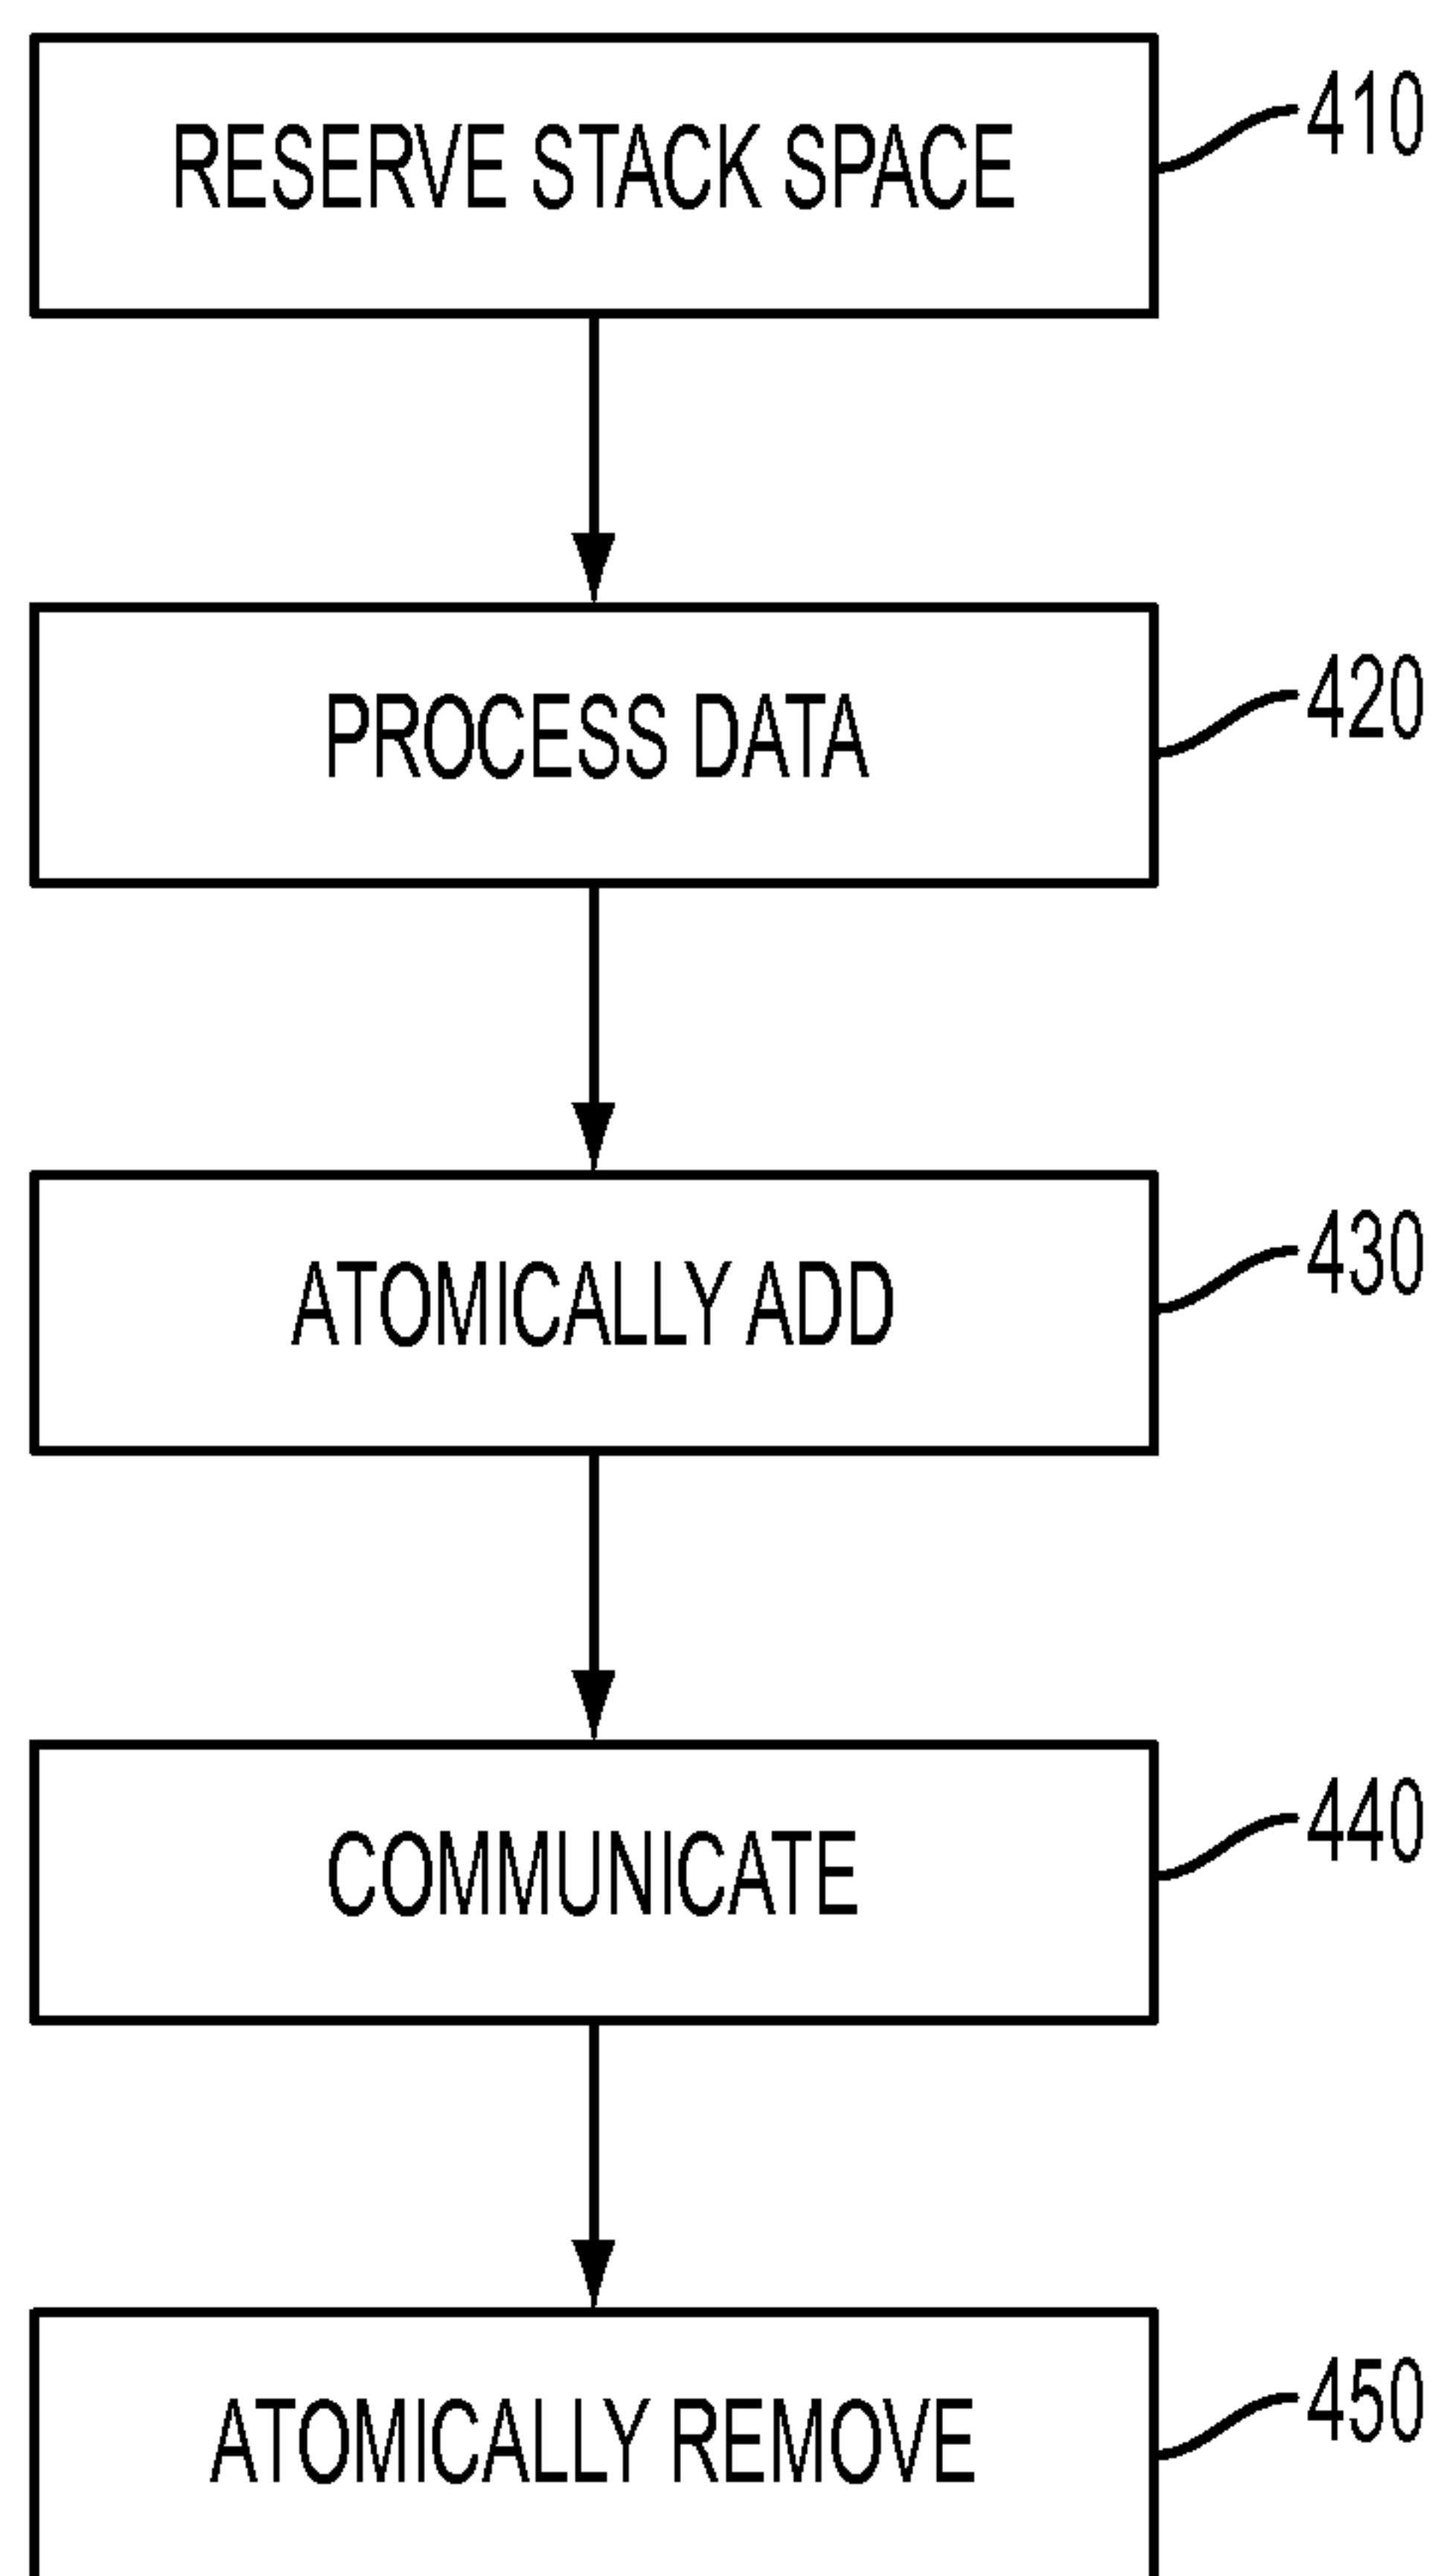 RESERVE STACK SPACE
410
PROCESS DATA
420
ATOMICALLY ADD
430
COMMUNICATE
440
ATOMICALLY REMOVE
450